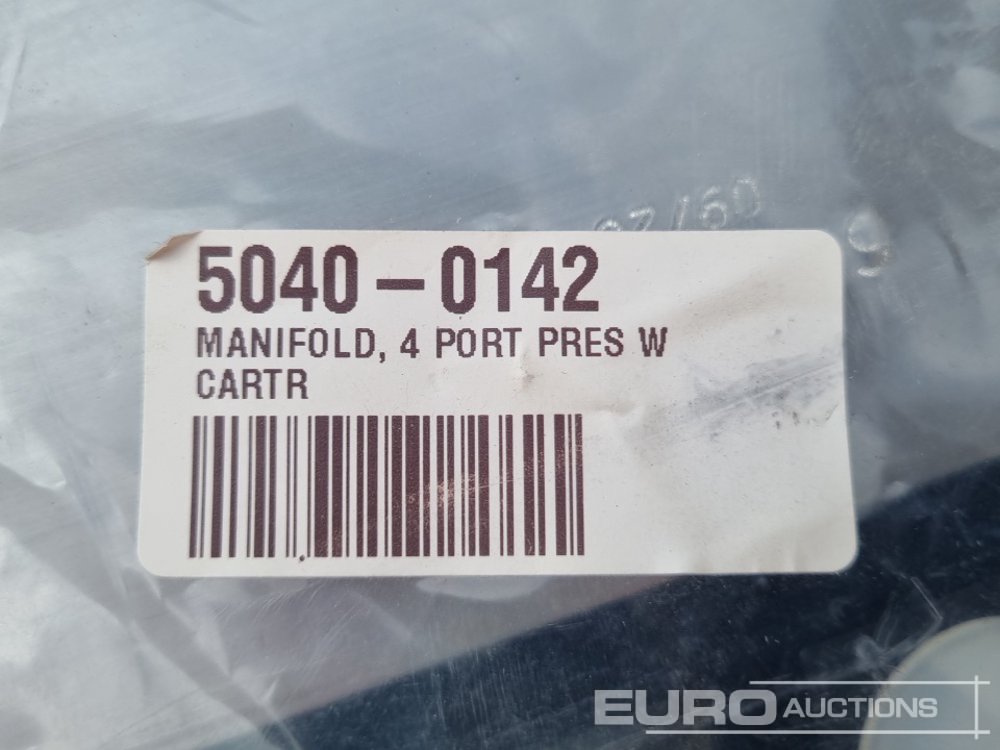 5040-0142
MANIFOLD, 4 PORT PRES W
CARTR
EURO AUCTIONS